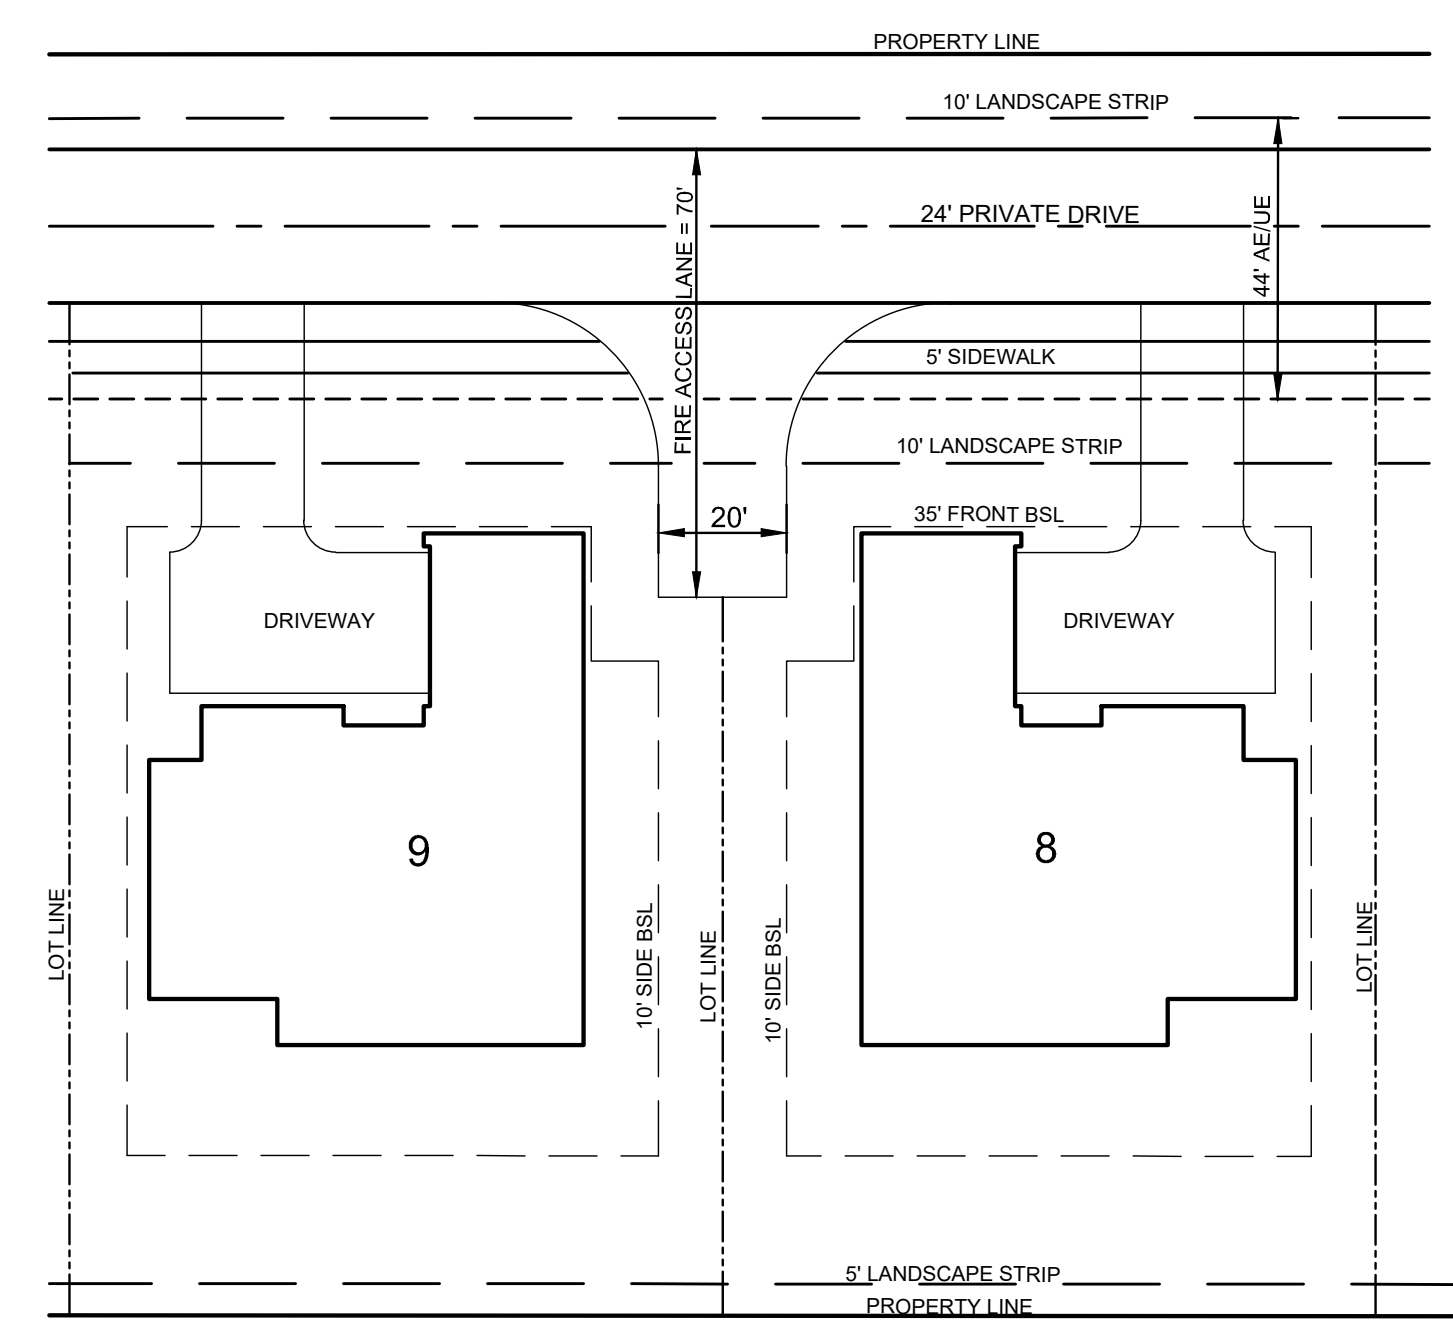 PROPERTY LINE
10' LANDSCAPE STRIP
24' PRIVATE DRIVE
FIRE ACCESS LANE = 70'
44' AE/UE
5' SIDEWALK
10' LANDSCAPE STRIP
20'
35' FRONT BSL
DRIVEWAY
DRIVEWAY
9
8
LOT LINE
10' SIDE BSL
LOT LINE
10' SIDE BSL
LOT LINE
5' LANDSCAPE STRIP
PROPERTY LINE